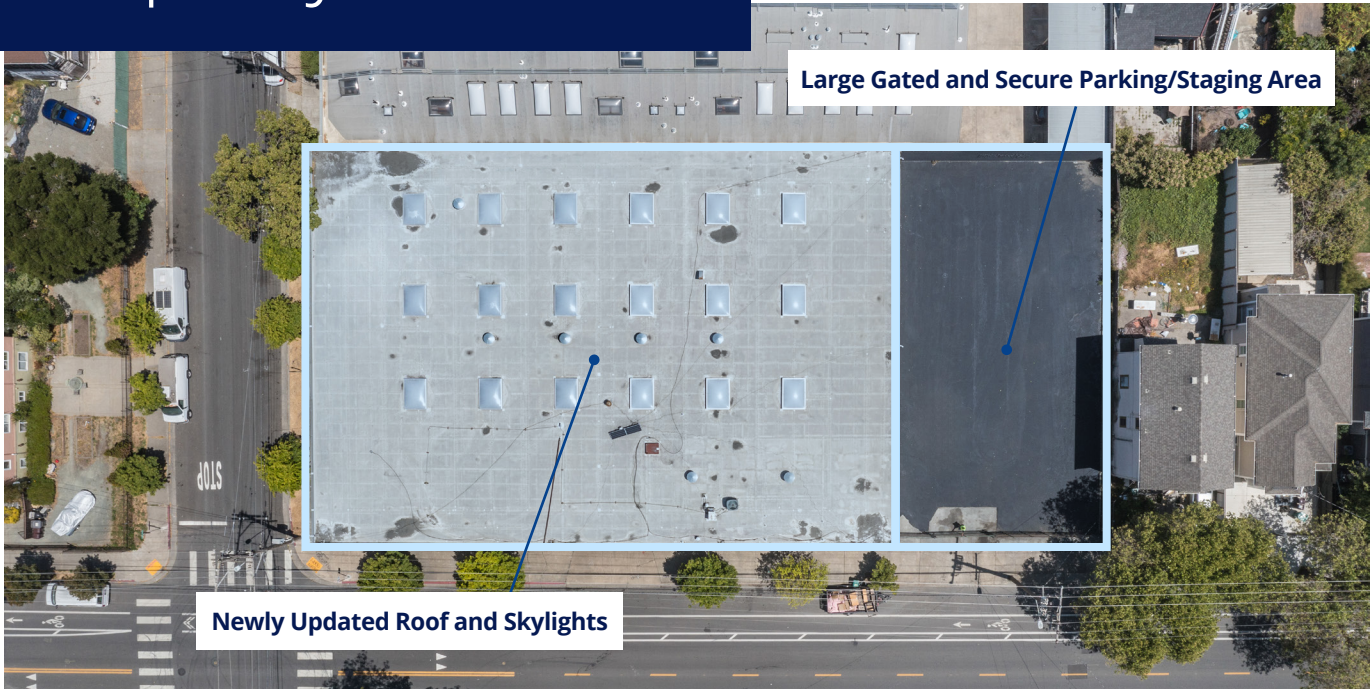 Large Gated and Secure Parking/Staging Area
STOP
Newly Updated Roof and Skylights